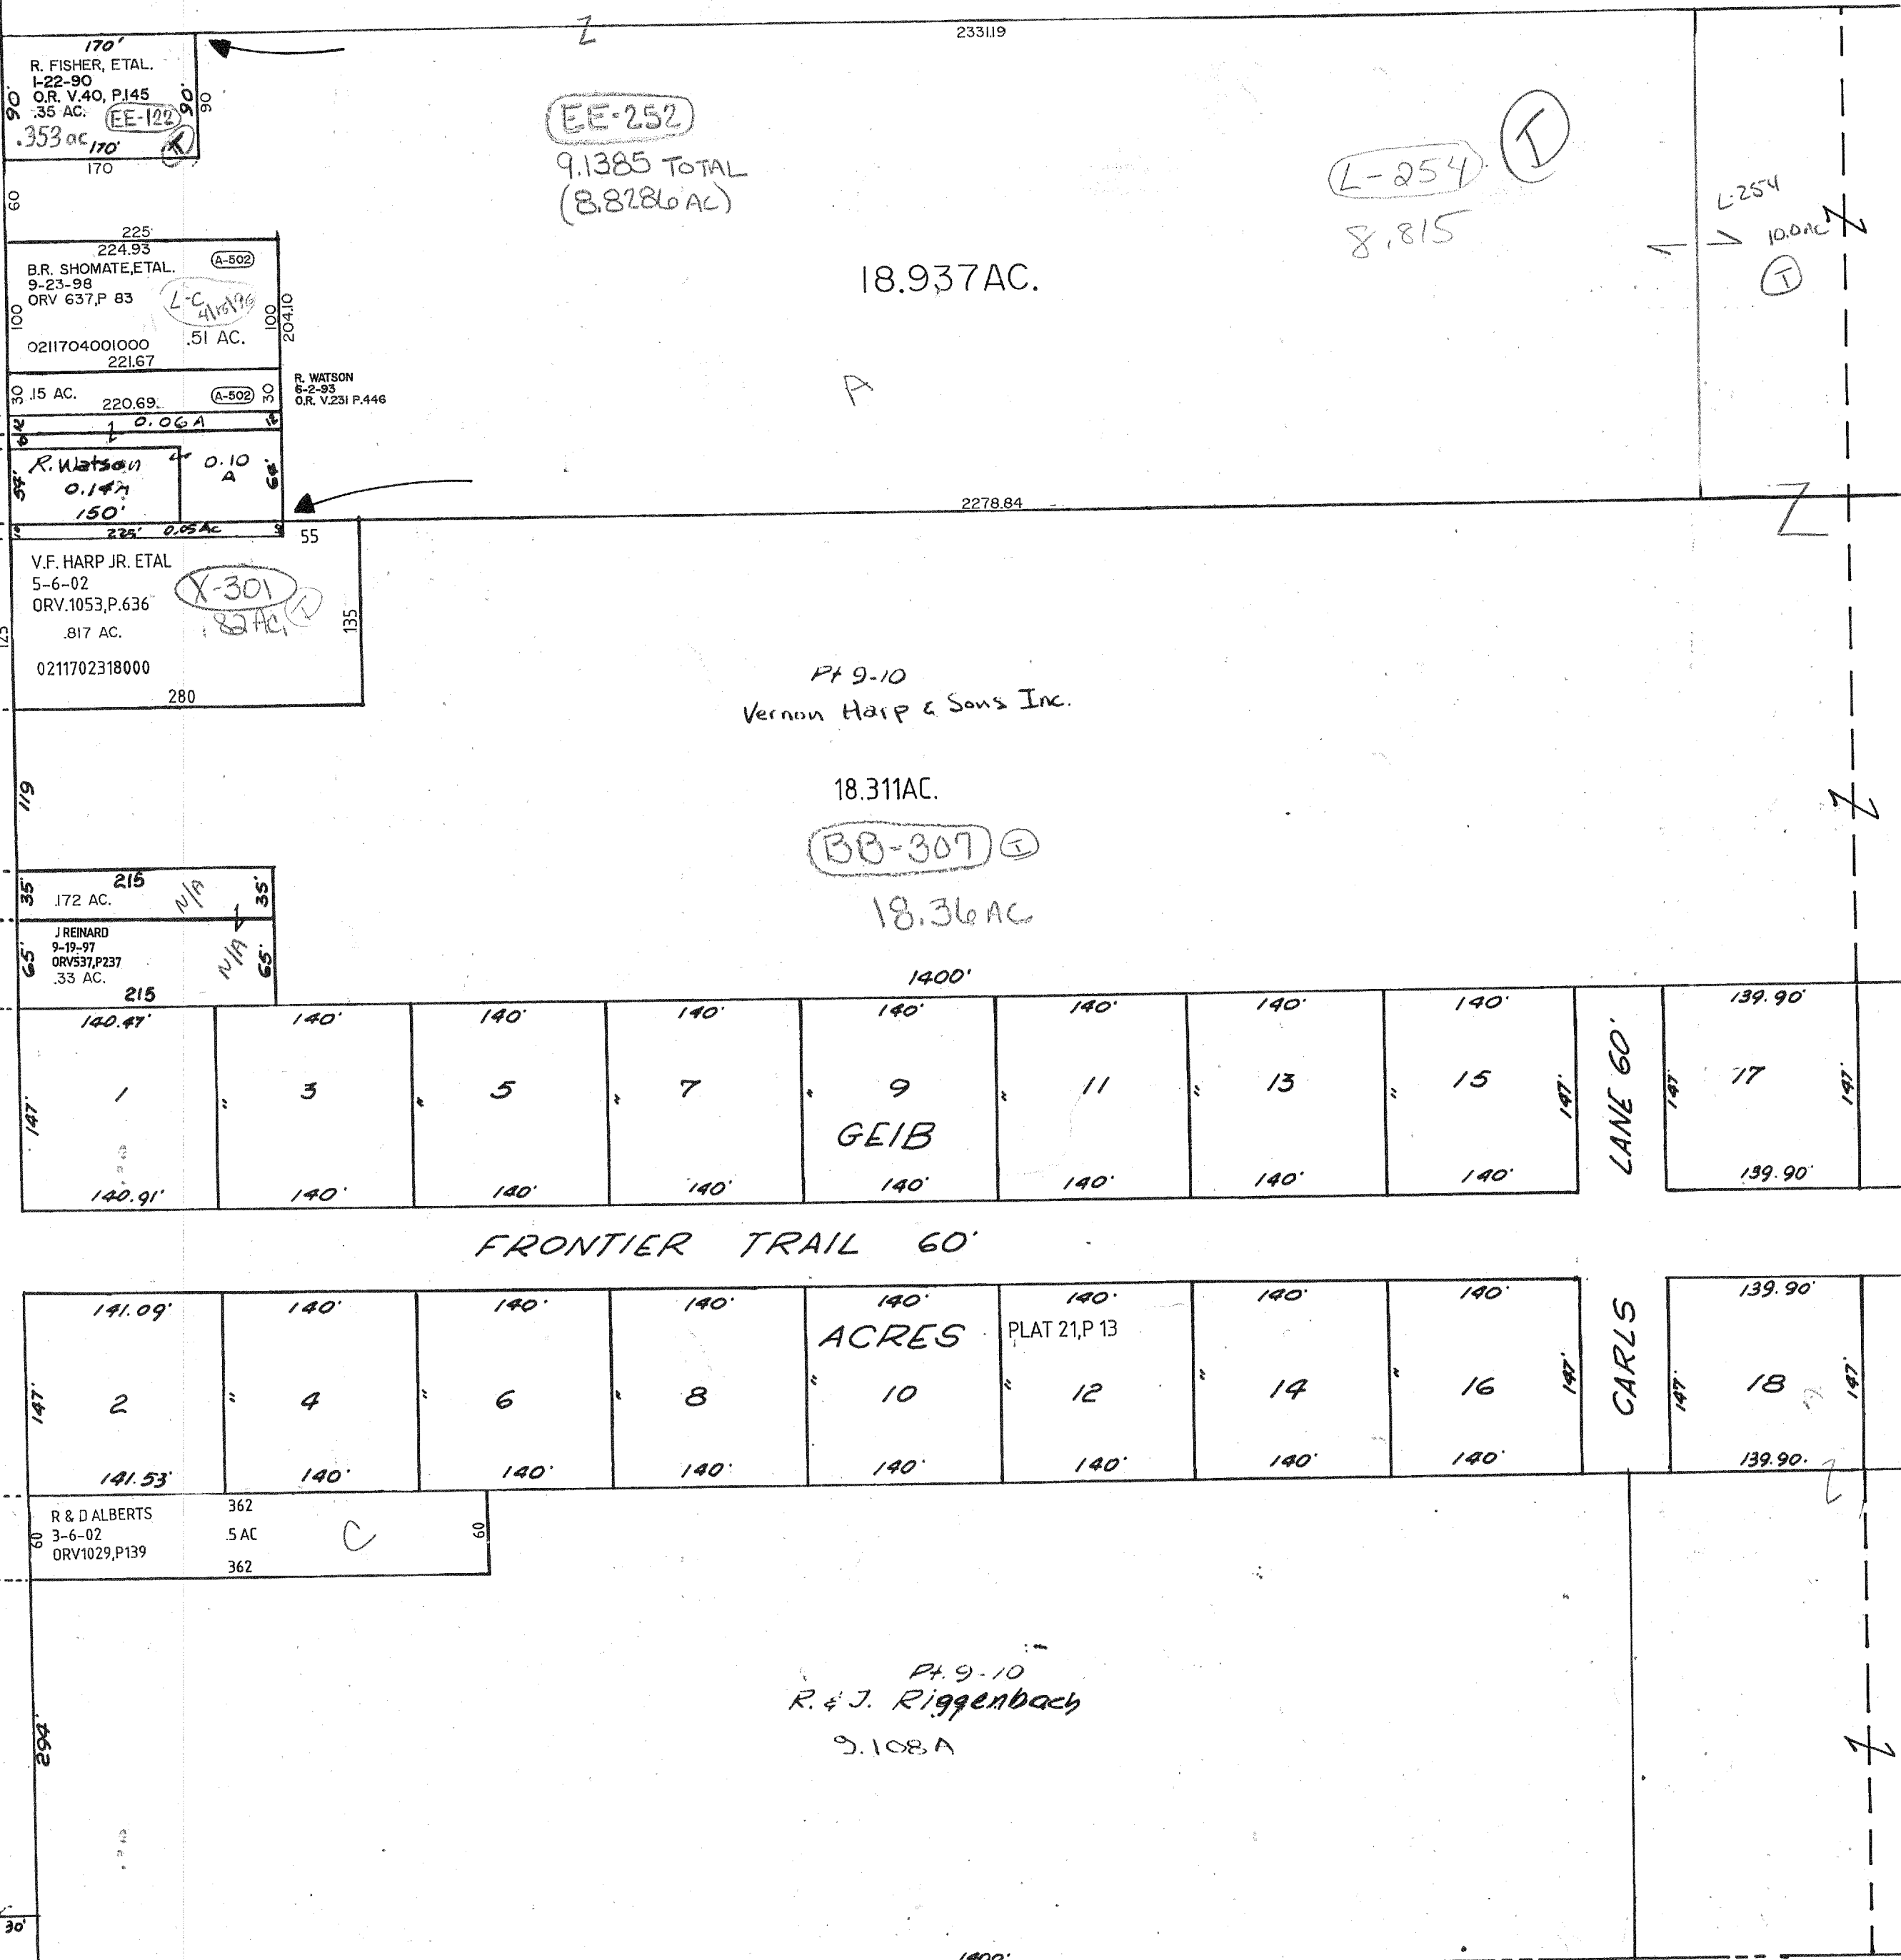 170'
R. FISHER, ETAL.
1-22-90
O.R. V.40, P.145
.35 AC.
EE-122
.353 ac
170'
90'
90'
90
170
60
2331.19
EE-252
9.1385 TOTAL
(8.8286 AC)
L-254
I
8.815
L-254
10.0 AC
I
18.937AC.
A
225
224.93
B.R. SHOMATE,ETAL.
A-502
9-23-98
ORV 637,P 83
L-C
4/15/96
100
100
204.10
0211704001000
.51 AC.
221.67
30
.15 AC.
220.69
A-502
30
R. WATSON
6-2-93
O.R. V.231 P.446
0.06 A
12
R. Watson
0.14A
150'
54'
0.10
A
64'
225'
0.05 Ac
55
2278.84
V.F. HARP JR. ETAL
5-6-02
ORV.1053,P.636
.817 AC.
0211702318000
X-301
.82 AC.
I
135
125
280
Pt 9-10
Vernon Harp & Sons Inc.
18.311AC.
BB-307
I
18.36 AC
119
215
35'
.172 AC.
N/A
35'
J REINARD
9-19-97
ORV537,P237
.33 AC.
65'
N/A
65'
215
1400'
140.47'
140'
140'
140'
140'
140'
140'
140'
139.90'
1
3
5
7
9
11
13
15
17
147'
"
"
"
"
"
"
"
147'
147'
147'
GEIB
LANE 60'
140.91'
140'
140'
140'
140'
140'
140'
140'
139.90'
FRONTIER TRAIL 60'
141.09'
140'
140'
140'
140'
140'
140'
140'
139.90'
ACRES
PLAT 21,P 13
CARLS
147'
"
"
"
"
"
"
"
147'
147'
147'
2
4
6
8
10
12
14
16
18
141.53'
140'
140'
140'
140'
140'
140'
140'
139.90'
R & D ALBERTS
3-6-02
ORV1029,P139
362
.5 AC
362
60
60
C
Pt. 9-10
R. & J. Riggenbach
9.108A
294'
30'
1400'